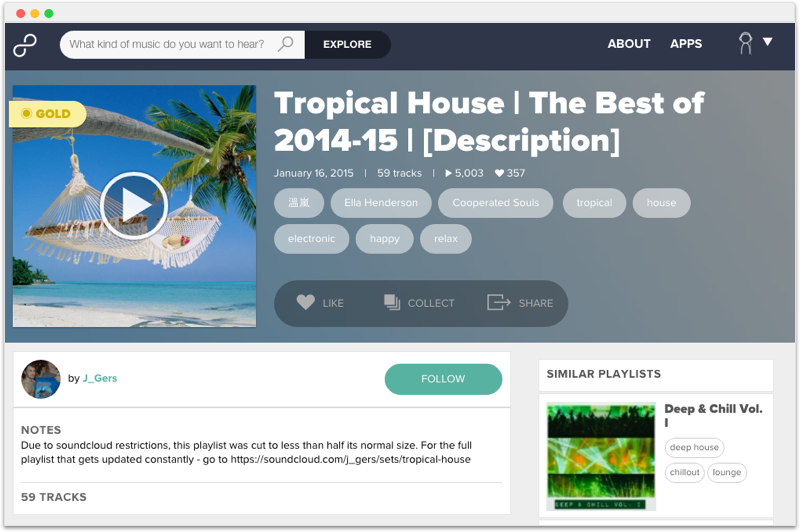 What kind of music do you want to hear?
EXPLORE
ABOUT
APPS
GOLD
Tropical House | The Best of
2014-15 | [Description]
January 16, 2015 | 59 tracks | 5,003 357
溫嵐 Ella Henderson Cooperated Souls tropical house
electronic happy relax
LIKE COLLECT SHARE
by J_Gers
FOLLOW
NOTES
Due to soundcloud restrictions, this playlist was cut to less than half its normal size. For the full
playlist that gets updated constantly - go to https://soundcloud.com/j_gers/sets/tropical-house
59 TRACKS
SIMILAR PLAYLISTS
Deep & Chill Vol.
I
deep house
chillout lounge
DEEP & CHILL VOL. I